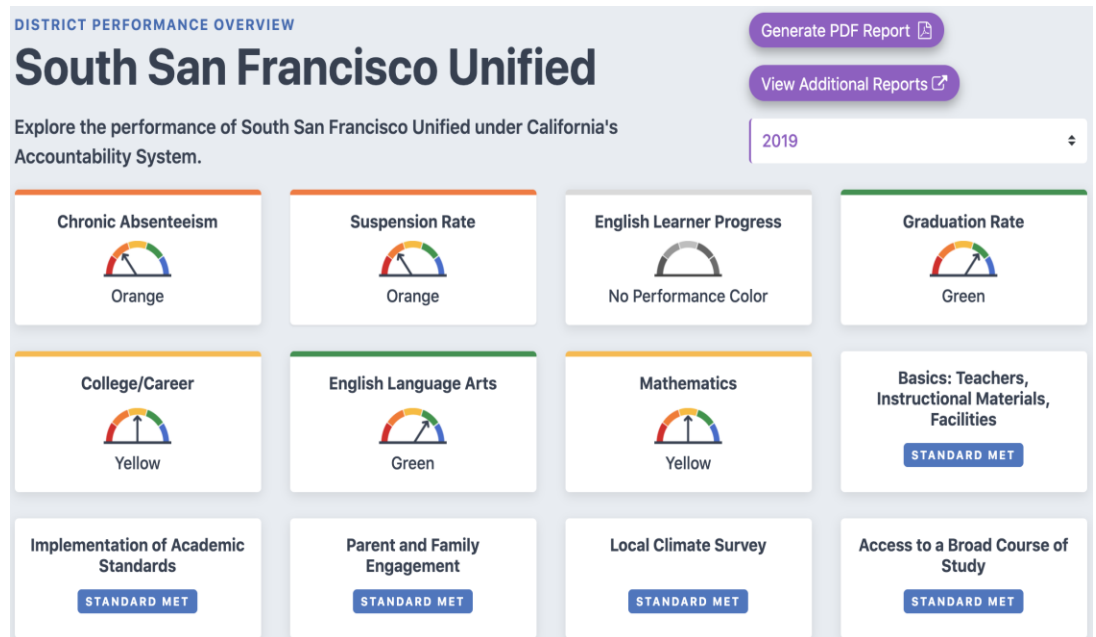 DISTRICT PERFORMANCE OVERVIEW
South San Francisco Unified
Explore the performance of South San Francisco Unified under California's
Accountability System.
Generate PDF Report
View Additional Reports
2019
Chronic Absenteeism
Orange
Suspension Rate
Orange
English Learner Progress
No Performance Color
Graduation Rate
Green
College/Career
Yellow
English Language Arts
Green
Mathematics
Yellow
Basics: Teachers,
Instructional Materials,
Facilities
STANDARD MET
Implementation of Academic
Standards
STANDARD MET
Parent and Family
Engagement
STANDARD MET
Local Climate Survey
STANDARD MET
Access to a Broad Course of
Study
STANDARD MET